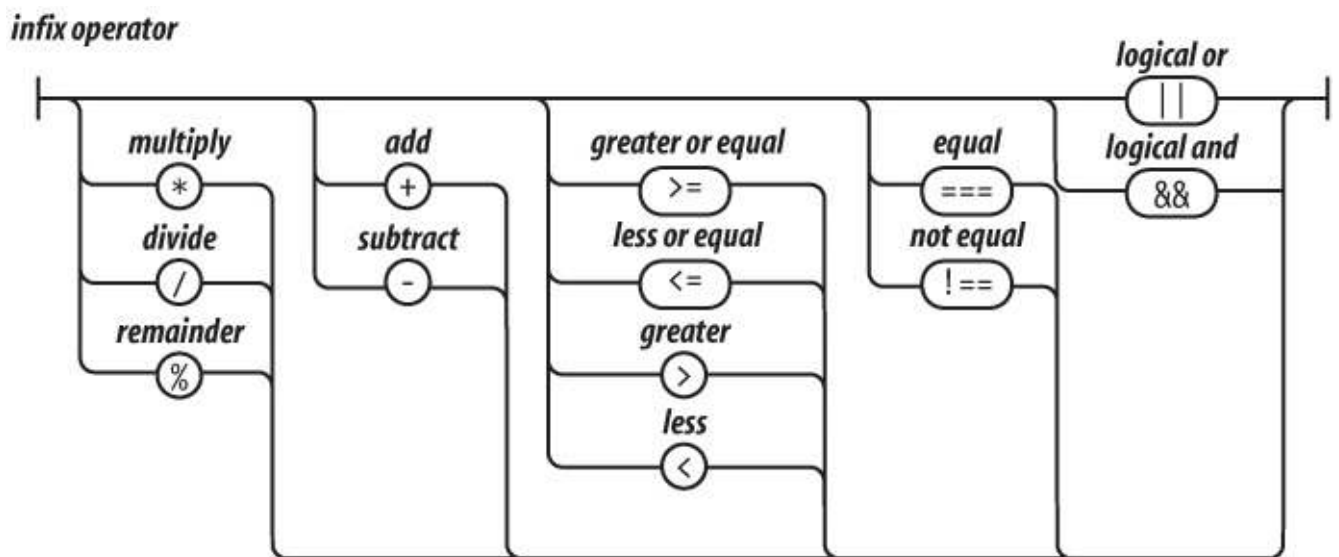 infix operator
logical or
||
multiply add greater or equal equal logical and
* + >= === &&
divide subtract less or equal not equal
/ - <= !==
remainder greater
% >
less
<